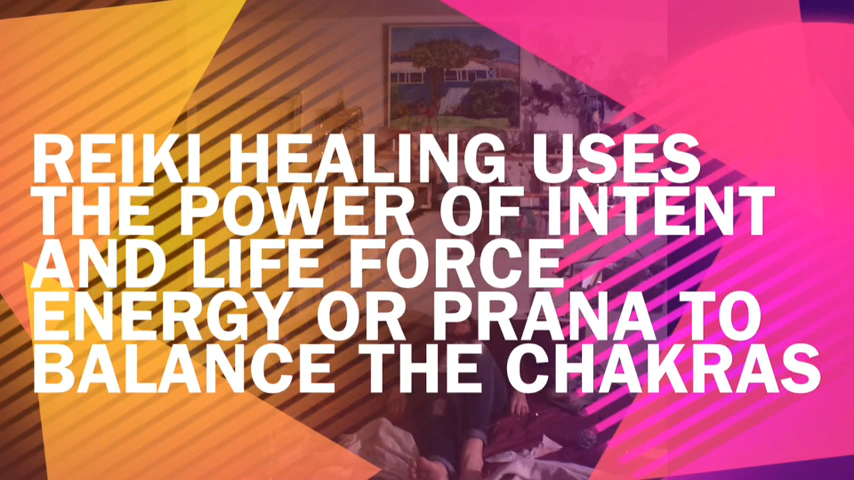 REIKI HEALING USES
THE POWER OF INTENT
AND LIFE FORCE
ENERGY OR PRANA TO
BALANCE THE CHAKRAS